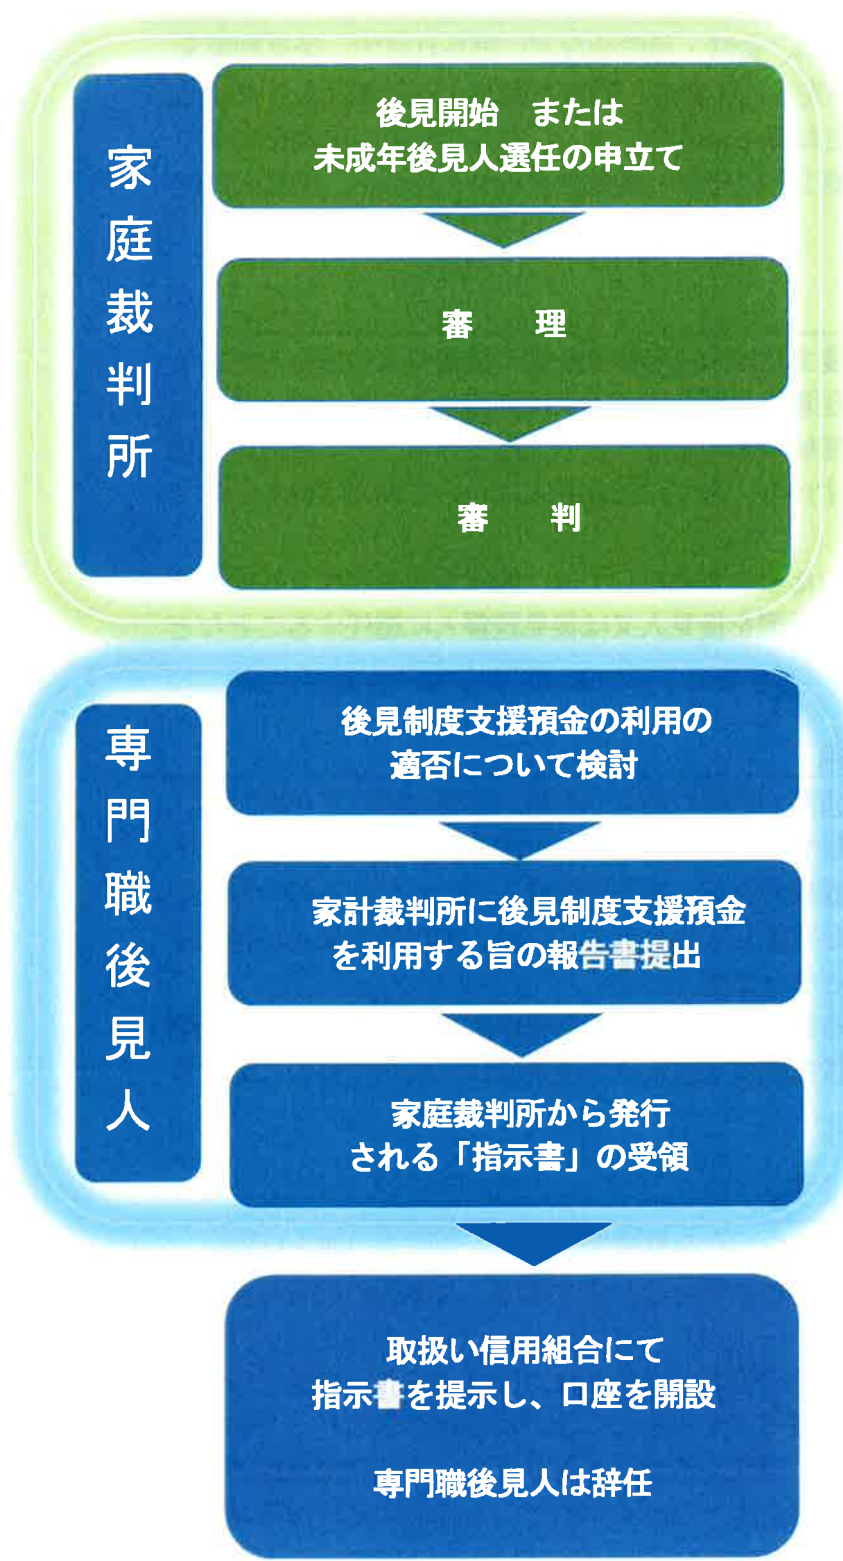 家庭裁判所
後見開始　または
未成年後見人選任の申立て
審　理
審　判
専門職後見人
後見制度支援預金の利用の
適否について検討
家計裁判所に後見制度支援預金
を利用する旨の報告書提出
家庭裁判所から発行
される「指示書」の受領
取扱い信用組合にて
指示書を提示し、口座を開設
専門職後見人は辞任